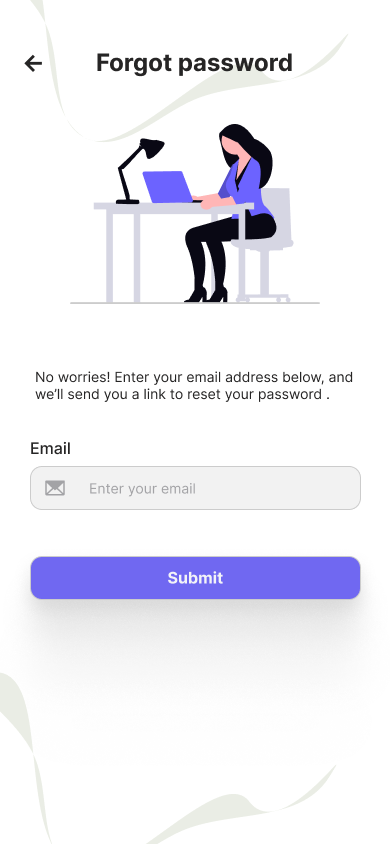 Forgot password
No worries! Enter your email address below, and
we’ll send you a link to reset your password .
Email
Enter your email
Submit